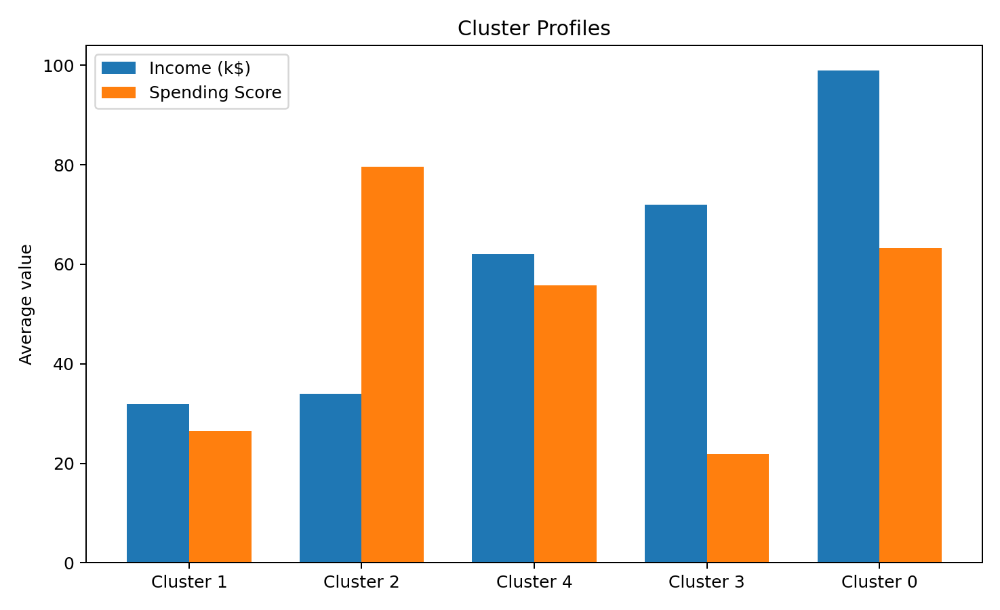 Cluster Profiles
Income (k$)
Spending Score
Average value
100
80
60
40
20
0
Cluster 1
Cluster 2
Cluster 4
Cluster 3
Cluster 0